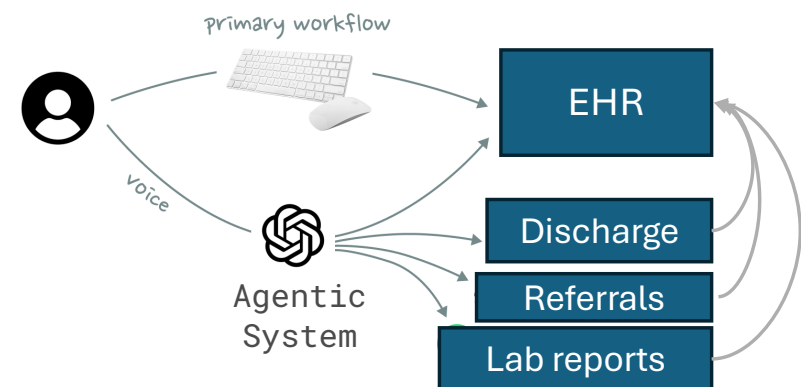 primary workflow
EHR
voice
Discharge
Agentic
System
Referrals
Lab reports